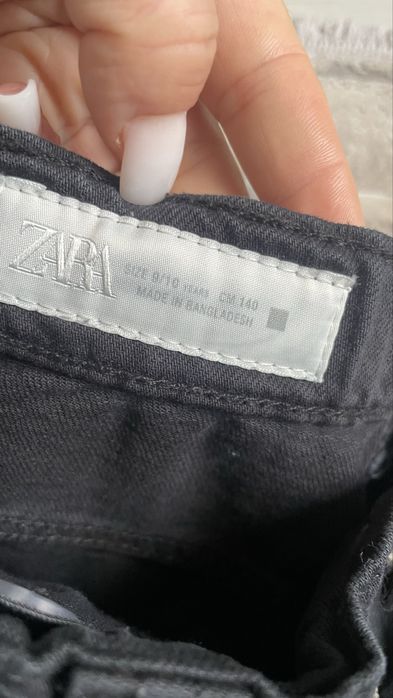 ZARA
SIZE 9/10 YEARS CM 140
MADE IN BANGLADESH